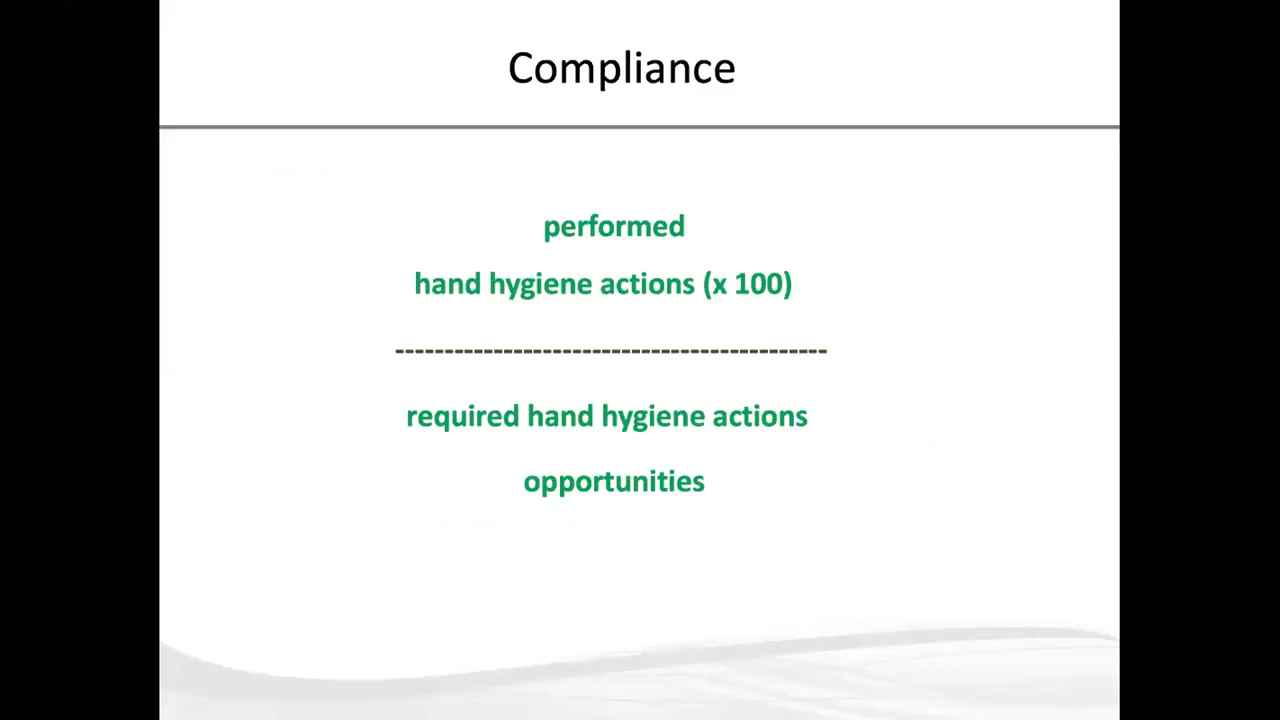 Compliance
performed
hand hygiene actions (x 100)
-------------------------------------------
required hand hygiene actions
opportunities